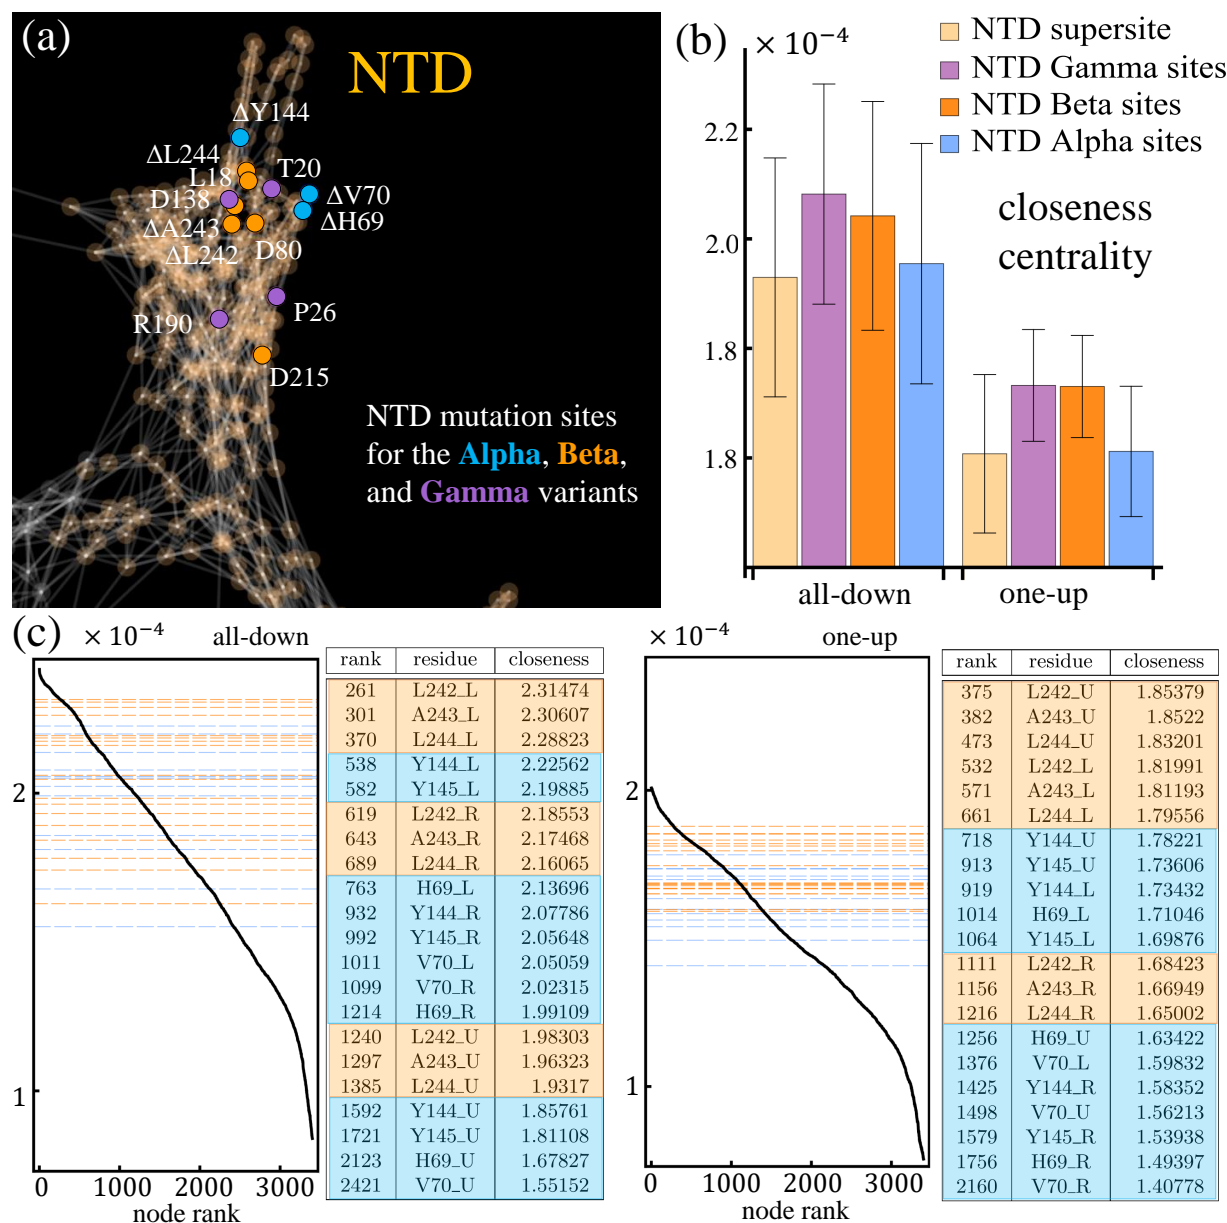 (a)
NTD
ΔY144
ΔL244
L18
T20
D138
ΔV70
ΔH69
ΔA243
ΔL242
D80
P26
R190
D215
NTD mutation sites
for the Alpha, Beta,
and Gamma variants
(b)
× 10⁻⁴
NTD supersite
NTD Gamma sites
NTD Beta sites
NTD Alpha sites
closeness
centrality
2.2
2.0
1.8
1.8
all-down
one-up
(c)
× 10⁻⁴
all-down
2
1
0 1000 2000 3000
node rank
rank residue closeness
261 L242_L 2.31474
301 A243_L 2.30607
370 L244_L 2.28823
538 Y144_L 2.22562
582 Y145_L 2.19885
619 L242_R 2.18553
643 A243_R 2.17468
689 L244_R 2.16065
763 H69_L 2.13696
932 Y144_R 2.07786
992 Y145_R 2.05648
1011 V70_L 2.05059
1099 V70_R 2.02315
1214 H69_R 1.99109
1240 L242_U 1.98303
1297 A243_U 1.96323
1385 L244_U 1.9317
1592 Y144_U 1.85761
1721 Y145_U 1.81108
2123 H69_U 1.67827
2421 V70_U 1.55152
× 10⁻⁴
one-up
2
1
0 1000 2000 3000
node rank
rank residue closeness
375 L242_U 1.85379
382 A243_U 1.8522
473 L244_U 1.83201
532 L242_L 1.81991
571 A243_L 1.81193
661 L244_L 1.79556
718 Y144_U 1.78221
913 Y145_U 1.73606
919 Y144_L 1.73432
1014 H69_L 1.71046
1064 Y145_L 1.69876
1111 L242_R 1.68423
1156 A243_R 1.66949
1216 L244_R 1.65002
1256 H69_U 1.63422
1376 V70_L 1.59832
1425 Y144_R 1.58352
1498 V70_U 1.56213
1579 Y145_R 1.53938
1756 H69_R 1.49397
2160 V70_R 1.40778